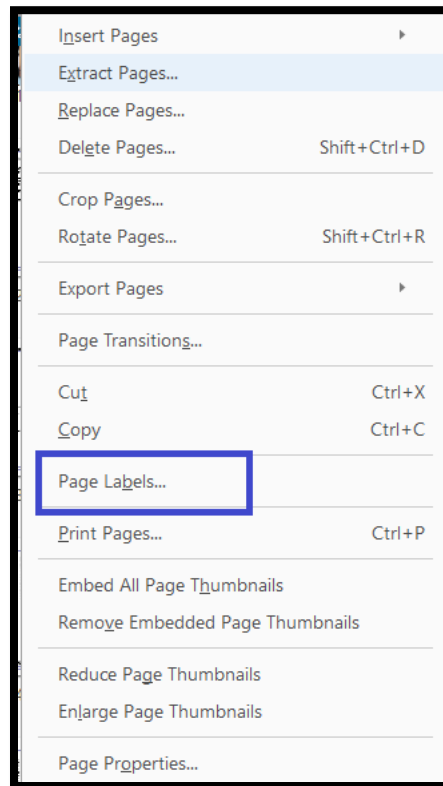 Insert Pages
Extract Pages...
Replace Pages...
Delete Pages... Shift+Ctrl+D
Crop Pages...
Rotate Pages... Shift+Ctrl+R
Export Pages
Page Transitions...
Cut Ctrl+X
Copy Ctrl+C
Page Labels...
Print Pages... Ctrl+P
Embed All Page Thumbnails
Remove Embedded Page Thumbnails
Reduce Page Thumbnails
Enlarge Page Thumbnails
Page Properties...